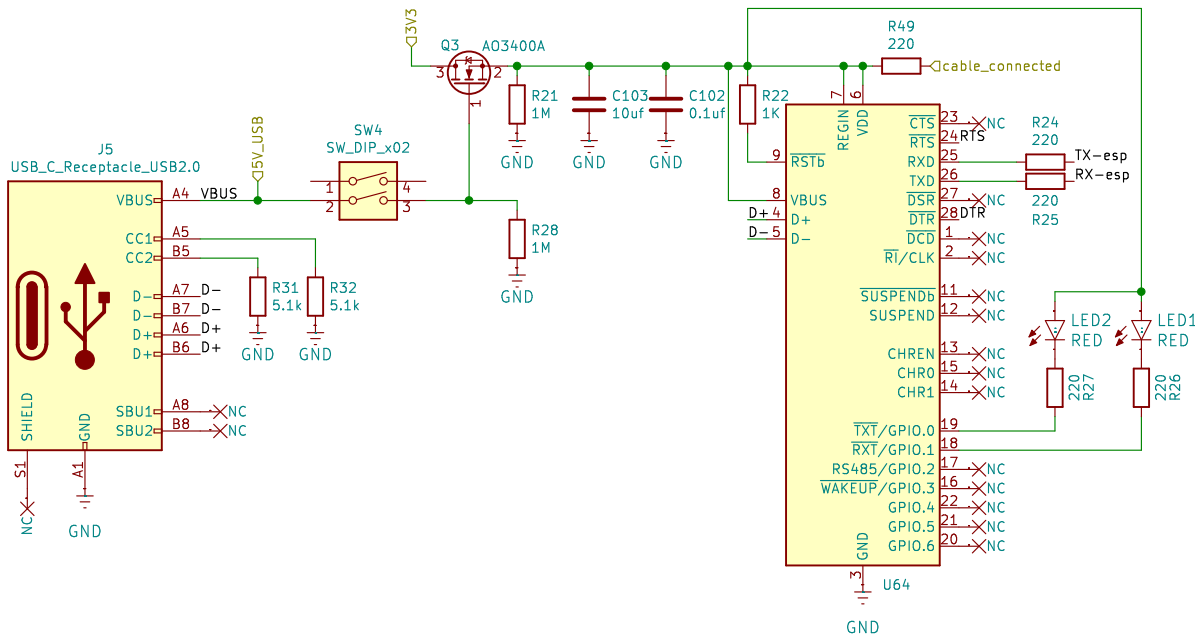 3V3
Q3
AO3400A
3
2
1
R49
220
cable_connected
R21
1M
GND
C103
10uf
GND
C102
0.1uf
GND
R22
1K
5V_USB
SW4
SW_DIP_x02
1
4
2
3
J5
USB_C_Receptacle_USB2.0
VBUS
A4
VBUS
CC1
A5
CC2
B5
D-
A7
D-
D-
B7
D-
D+
A6
D+
D+
B6
D+
SBU1
A8
NC
SBU2
B8
NC
SHIELD
GND
S1
A1
NC
GND
R31
5.1k
GND
R32
5.1k
GND
R28
1M
GND
7
6
REGIN
VDD
9
RSTb
8
VBUS
D+
4
D+
D-
5
D-
CTS
23
NC
RTS
24
RTS
RXD
25
TXD
26
DSR
27
NC
DTR
28
DTR
DCD
1
NC
RI/CLK
2
NC
SUSPENDb
11
NC
SUSPEND
12
NC
CHREN
13
NC
CHR0
15
NC
CHR1
14
NC
TXT/GPIO.0
19
RXT/GPIO.1
18
RS485/GPIO.2
17
NC
WAKEUP/GPIO.3
16
NC
GPIO.4
22
NC
GPIO.5
21
NC
GPIO.6
20
NC
GND
3
U64
GND
R24
220
TX-esp
RX-esp
220
R25
LED2
RED
LED1
RED
220
R27
220
R26